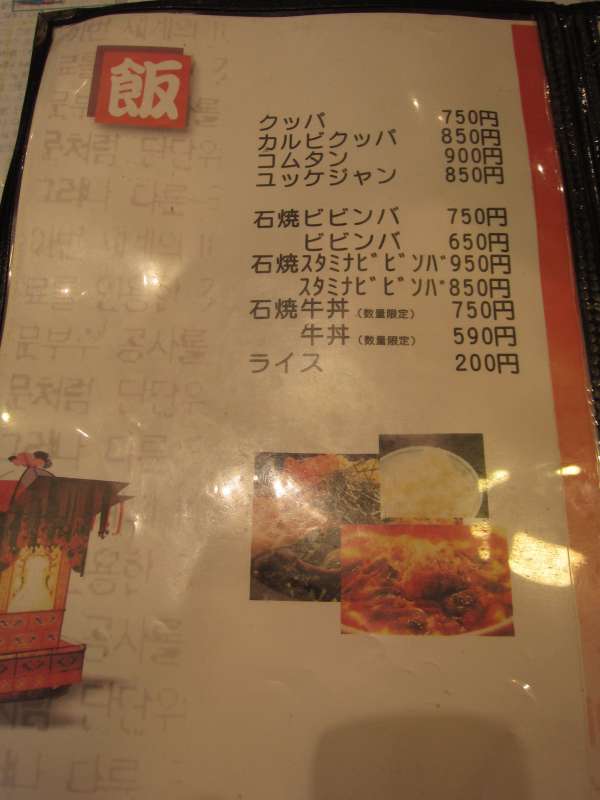 飯
クッパ 750円
カルビクッパ 850円
コムタン 900円
ユッケジャン 850円
石焼ビビンバ 750円
ビビンバ 650円
石焼ｽﾀﾐﾅﾋﾞﾋﾞﾝﾊﾞ 950円
ｽﾀﾐﾅﾋﾞﾋﾞﾝﾊﾞ 850円
石焼牛丼(数量限定) 750円
牛丼(数量限定) 590円
ライス 200円